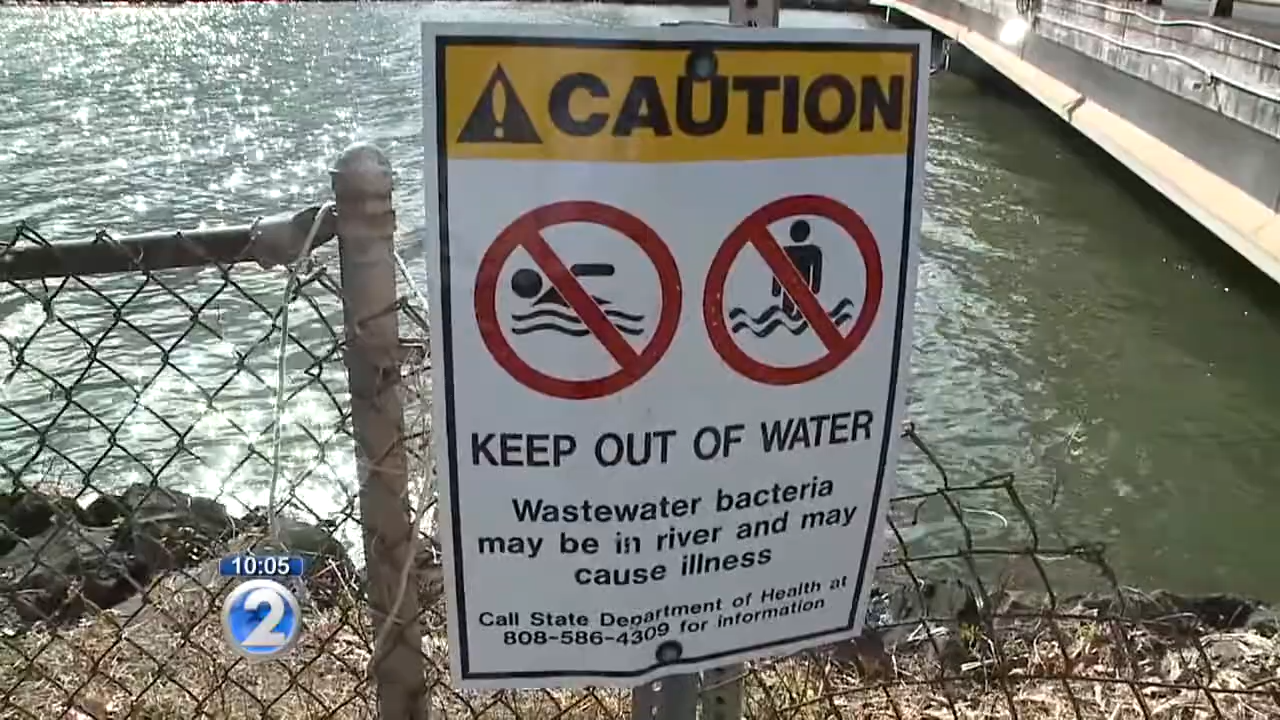 CAUTION
KEEP OUT OF WATER
Wastewater bacteria
may be in river and may
cause illness
Call State Department of Health at
808-586-4309 for information
10:05
2